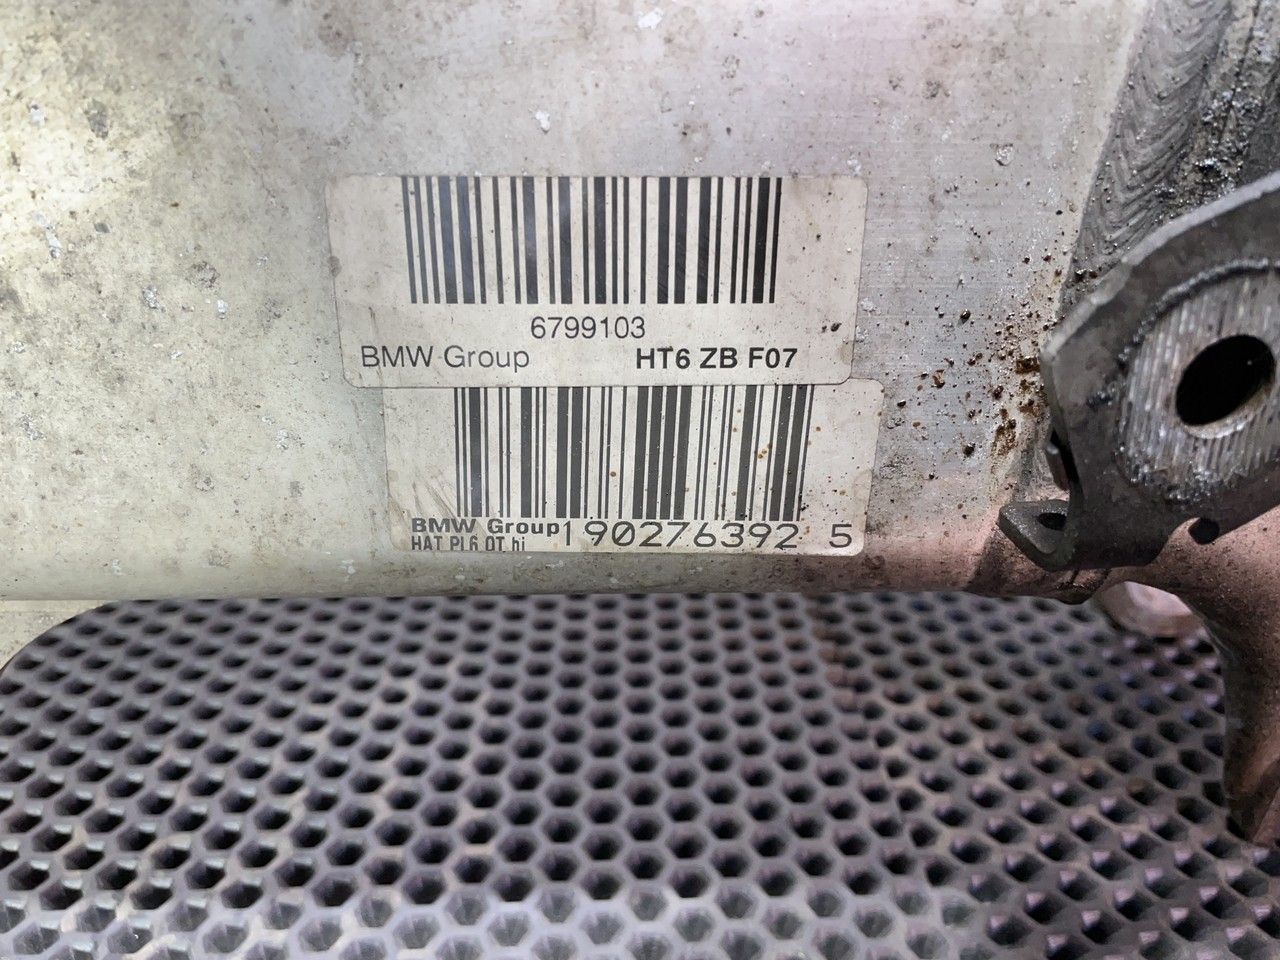 6799103
BMW Group HT6 ZB F07
BMW Group 190276392 5
HAT PL6 OT hi